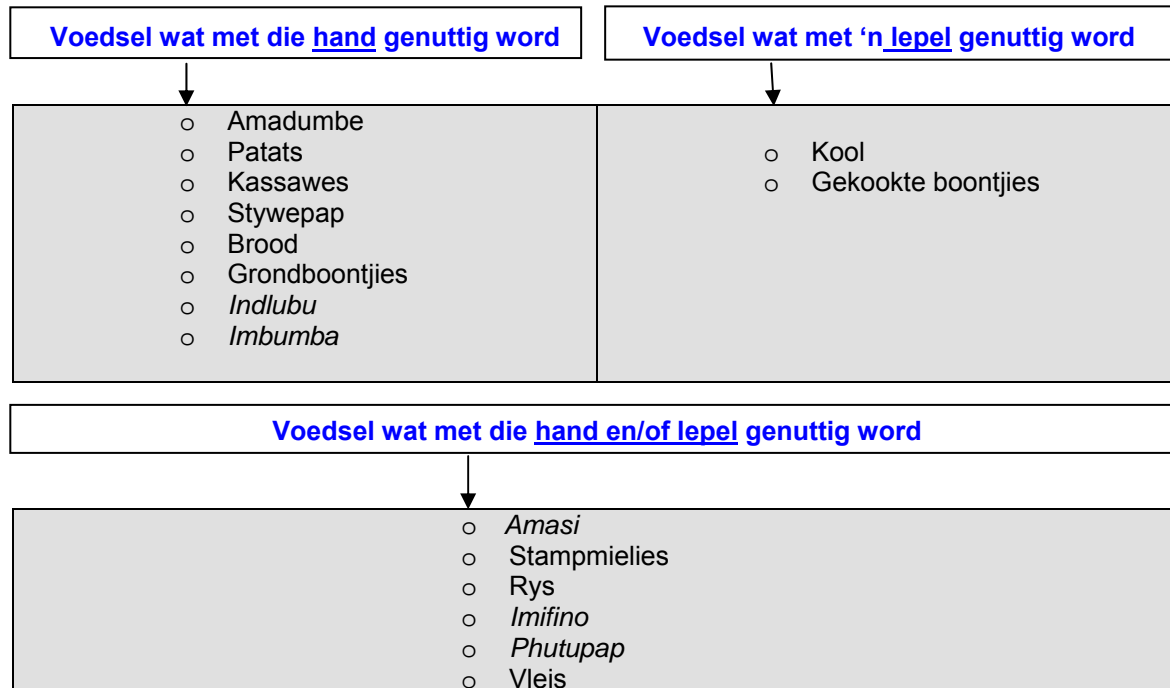 Voedsel wat met die hand genuttig word
Voedsel wat met ‘n lepel genuttig word
o Amadumbe
o Patats
o Kassawes
o Stywepap
o Brood
o Grondboontjies
o Indlubu
o Imbumba
o Kool
o Gekookte boontjies
Voedsel wat met die hand en/of lepel genuttig word
o Amasi
o Stampmielies
o Rys
o Imifino
o Phutupap
o Vleis